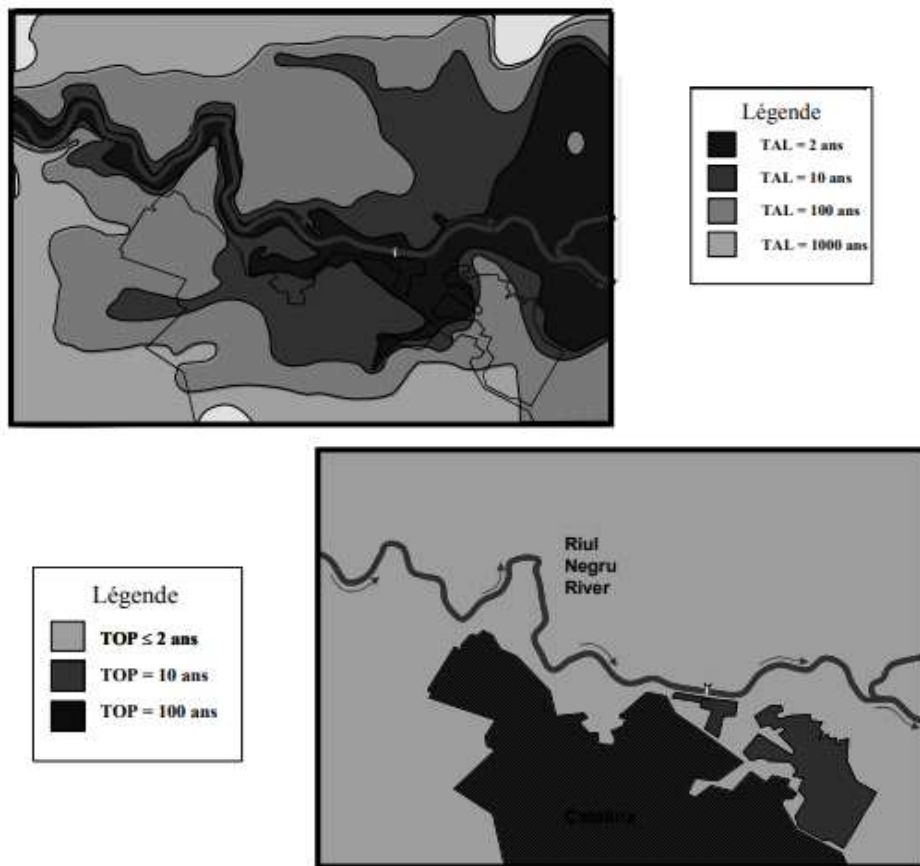 Légende
TAL = 2 ans
TAL = 10 ans
TAL = 100 ans
TAL = 1000 ans
Légende
TOP ≤ 2 ans
TOP = 10 ans
TOP = 100 ans
Riul
Negru
River